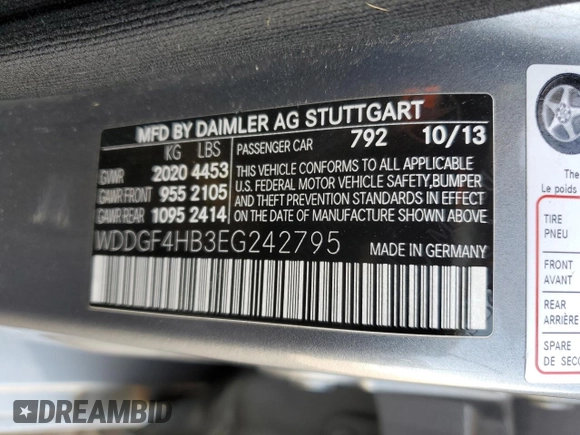 MFD BY DAIMLER AG STUTTGART
KG LBS PASSENGER CAR 792 10/13
GVWR 2020 4453
GAWR FRONT 955 2105
GAWR REAR 1095 2414
THIS VEHICLE CONFORMS TO ALL APPLICABLE
U.S. FEDERAL MOTOR VEHICLE SAFETY,BUMPER
AND THEFT PREVENTION STANDARDS IN EFFECT
ON THE DATE OF MANUFACTURE SHOWN ABOVE.
WDDGF4HB3EG242795 MADE IN GERMANY
The
Le poids
TIRE
PNEU
FRONT
AVANT
REAR
ARRIÈRE
SPARE
DE SECO
DREAMBID